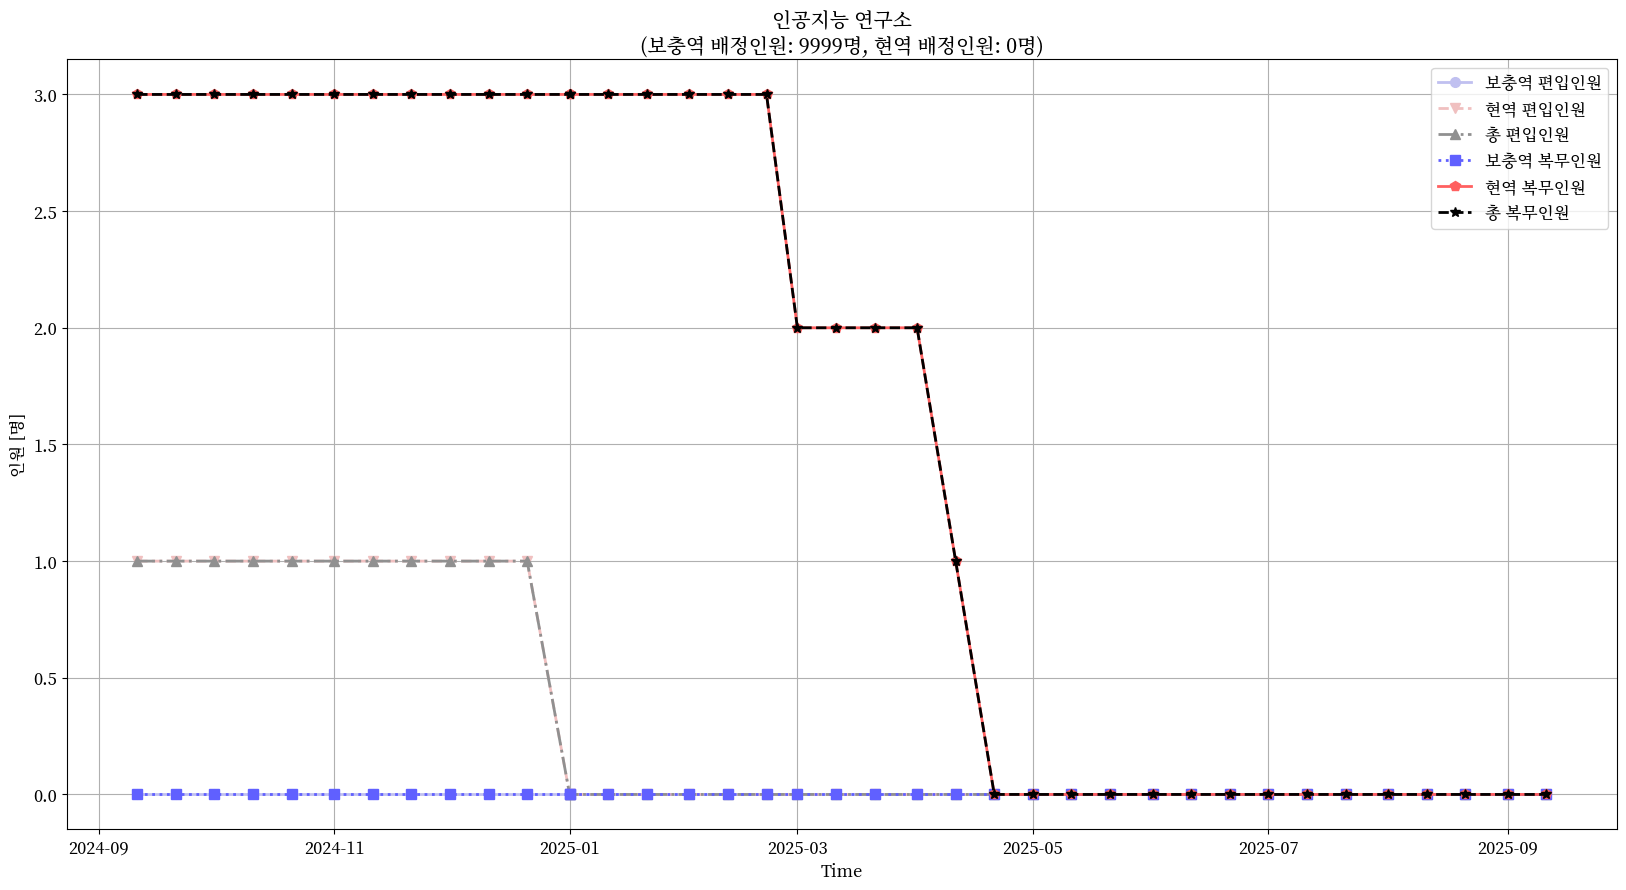 인공지능 연구소
(보충역 배정인원: 9999명, 현역 배정인원: 0명)
보충역 편입인원
현역 편입인원
총 편입인원
보충역 복무인원
현역 복무인원
총 복무인원
인원 [명]
3.0
2.5
2.0
1.5
1.0
0.5
0.0
2024-09
2024-11
2025-01
2025-03
2025-05
2025-07
2025-09
Time